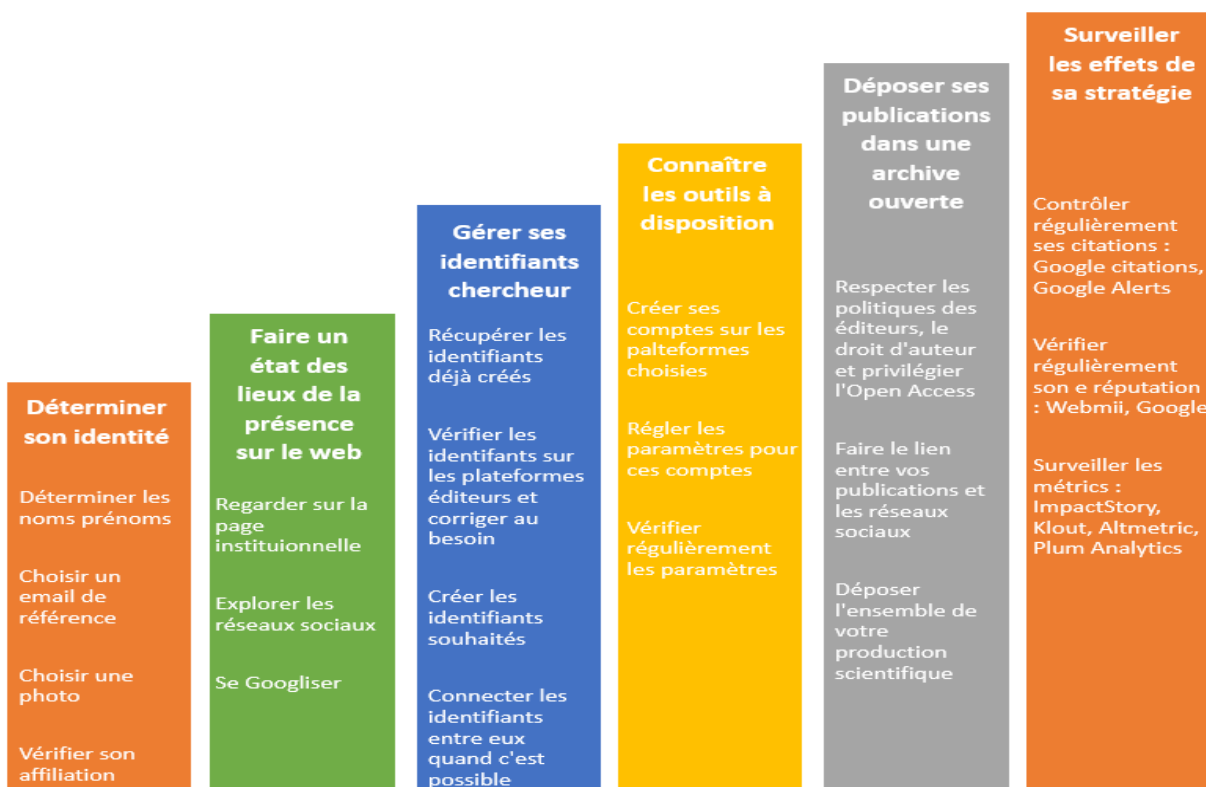 Déterminer
son identité
Déterminer les
noms prénoms
Choisir un
email de
référence
Choisir une
photo
Vérifier son
affiliation
Faire un
état des
lieux de la
présence
sur le web
Regarder sur la
page
instituionnelle
Explorer les
réseaux sociaux
Se Googliser
Gérer ses
identifiants
chercheur
Récupérer les
identifiants
déjà créés
Vérifier les
identifants sur
les plateformes
éditeurs et
corriger au
besoin
Créer les
identifiants
souhaités
Connecter les
identifiants
entre eux
quand c'est
possible
Connaître
les outils à
disposition
Créer ses
comptes sur les
palteformes
choisies
Régler les
paramètres pour
ces comptes
Vérifier
régulièrement
les paramètres
Déposer ses
publications
dans une
archive
ouverte
Respecter les
politiques des
éditeurs, le
droit d'auteur
et privilégier
l'Open Access
Faire le lien
entre vos
publications et
les réseaux
sociaux
Déposer
l'ensemble de
votre
production
scientifique
Surveiller
les effets de
sa stratégie
Contrôler
régulièrement
ses citations :
Google citations,
Google Alerts
Vérifier
régulièrement
son e réputation
: Webmii, Google
Surveiller les
métrics :
ImpactStory,
Klout, Altmetric,
Plum Analytics